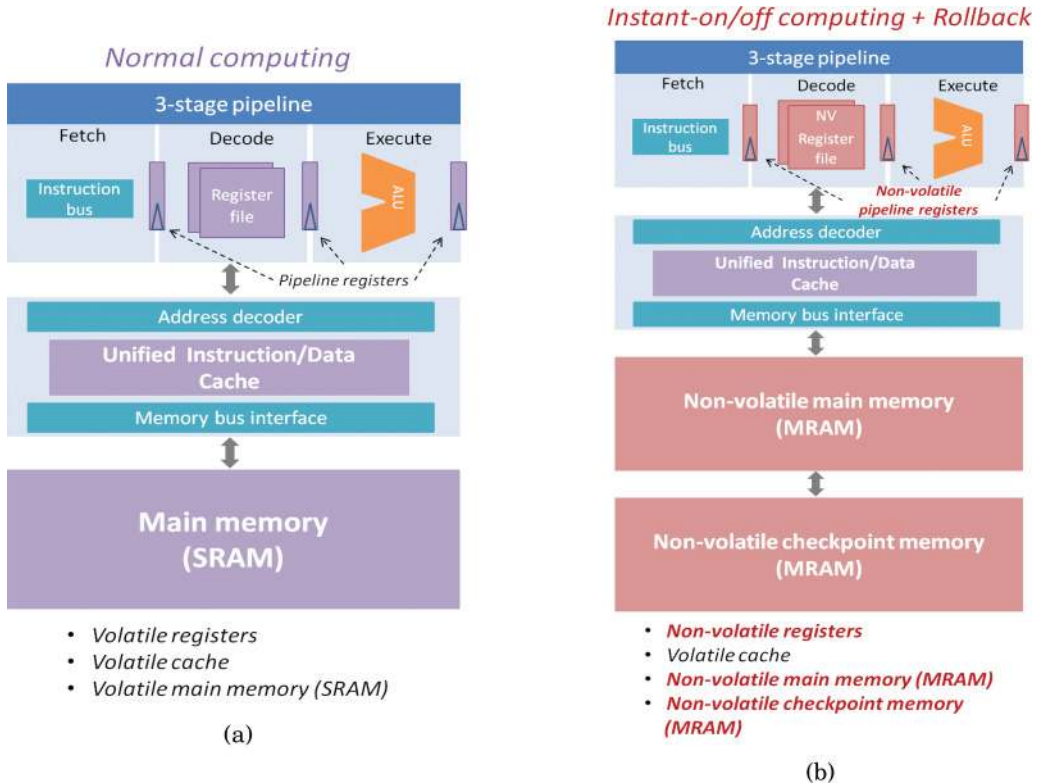 Normal computing
3-stage pipeline
Fetch
Decode
Execute
Instruction
bus
Register
file
ALU
Pipeline registers
Address decoder
Unified Instruction/Data
Cache
Memory bus interface
Main memory
(SRAM)
• Volatile registers
• Volatile cache
• Volatile main memory (SRAM)
(a)
Instant-on/off computing + Rollback
3-stage pipeline
Fetch
Decode
Execute
Instruction
bus
NV
Register
file
ALU
Non-volatile
pipeline registers
Address decoder
Unified Instruction/Data
Cache
Memory bus interface
Non-volatile main memory
(MRAM)
Non-volatile checkpoint memory
(MRAM)
• Non-volatile registers
• Volatile cache
• Non-volatile main memory (MRAM)
• Non-volatile checkpoint memory
(MRAM)
(b)